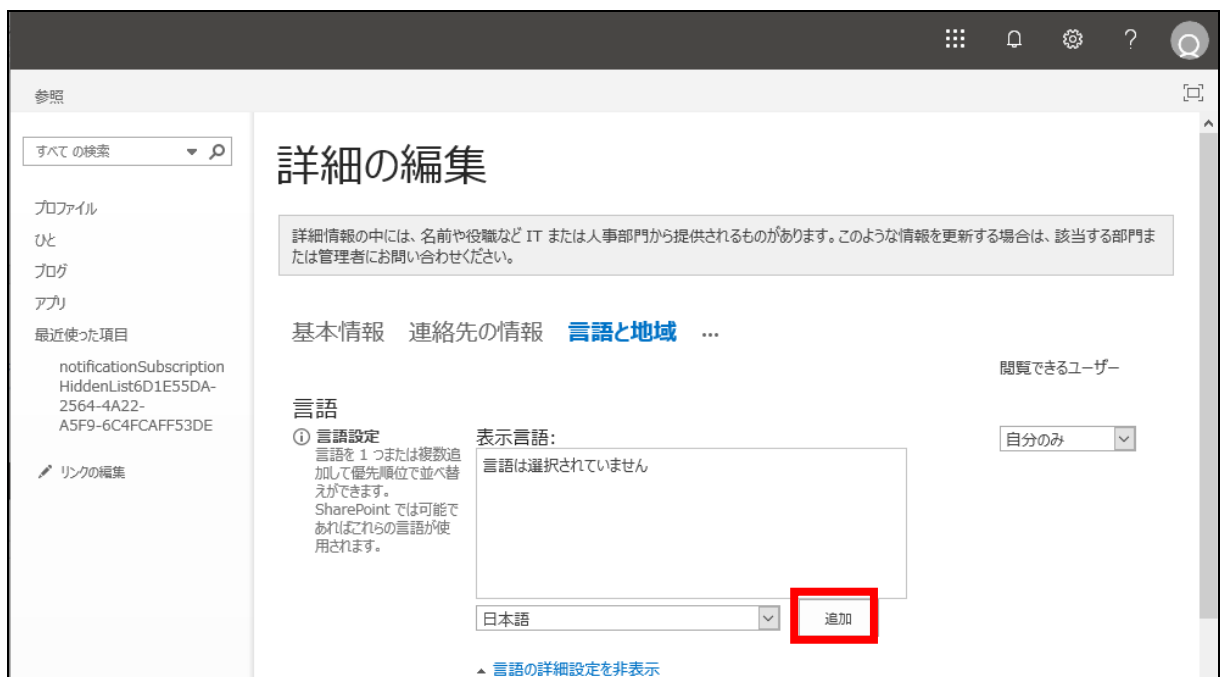 ?
参照
すべて の検索
プロファイル
ひと
ブログ
アプリ
最近使った項目
notificationSubscription
HiddenList6D1E55DA-
2564-4A22-
A5F9-6C4FCAFF53DE
リンクの編集
詳細の編集
詳細情報の中には、名前や役職など IT または人事部門から提供されるものがあります。このような情報を更新する場合は、該当する部門ま
たは管理者にお問い合わせください。
基本情報 連絡先の情報 言語と地域 ...
閲覧できるユーザー
言語
言語設定
言語を 1 つまたは複数追
加して優先順位で並べ替
えができます。
SharePoint では可能で
あればこれらの言語が使
用されます。
表示言語:
言語は選択されていません
自分のみ
日本語
追加
言語の詳細設定を非表示